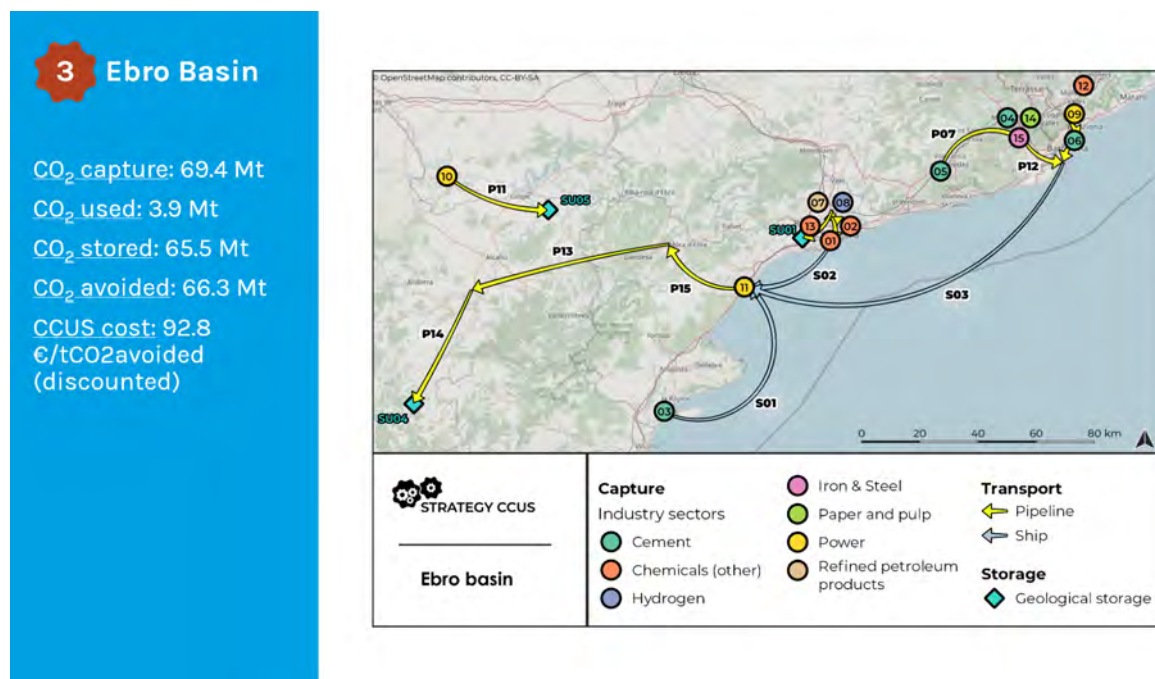 3 Ebro Basin
CO2 capture: 69.4 Mt
CO2 used: 3.9 Mt
CO2 stored: 65.5 Mt
CO2 avoided: 66.3 Mt
CCUS cost: 92.8
€/tCO2avoided
(discounted)
© OpenStreetMap contributors, CC-BY-SA
12
04
14
09
P07
15
06
P12
05
10
P11
SU05
07
08
13
02
SU01
01
P13
S02
P15
11
S03
P14
SU04
03
S01
0 20 40 60 80 km
STRATEGY CCUS
Ebro basin
Capture
Industry sectors
Cement
Chemicals (other)
Hydrogen
Iron & Steel
Paper and pulp
Power
Refined petroleum
products
Transport
Pipeline
Ship
Storage
Geological storage